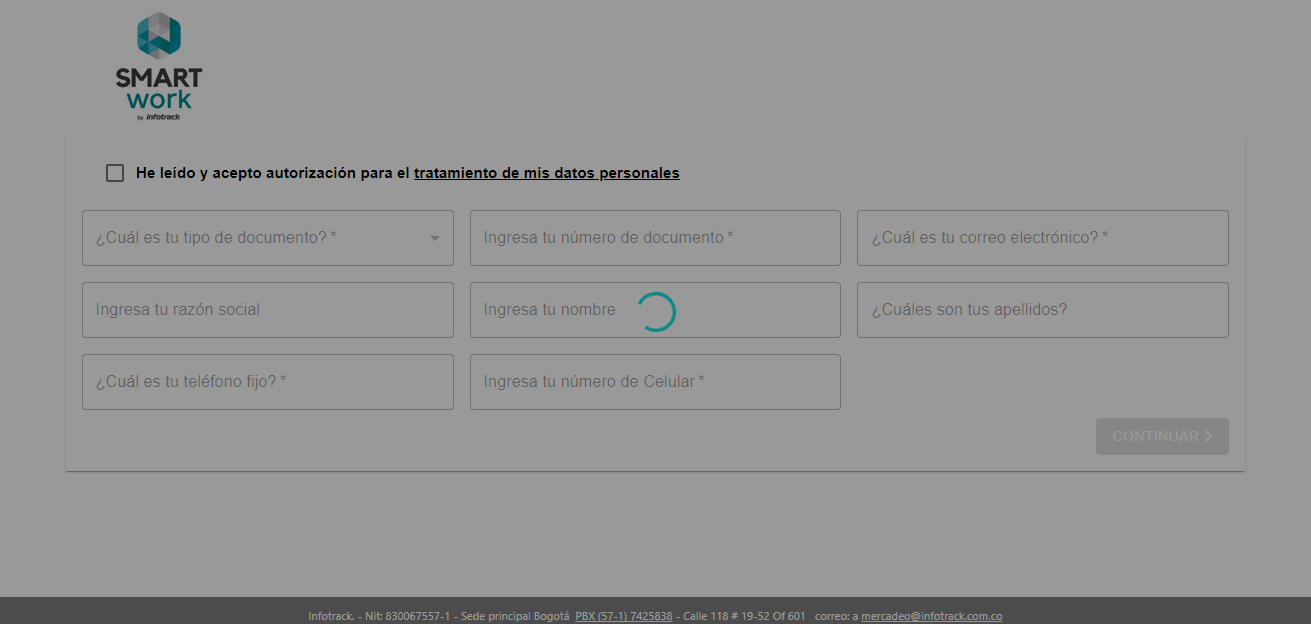 SMART
work
by infotrack
He leído y acepto autorización para el tratamiento de mis datos personales
¿Cuál es tu tipo de documento? *
Ingresa tu número de documento *
¿Cuál es tu correo electrónico? *
Ingresa tu razón social
Ingresa tu nombre
¿Cuáles son tus apellidos?
¿Cuál es tu teléfono fijo? *
Ingresa tu número de Celular *
CONTINUAR
Infotrack. - Nit: 830067557-1 - Sede principal Bogotá PBX (57-1) 7425838 - Calle 118 # 19-52 Of 601 correo: a mercadeo@infotrack.com.co